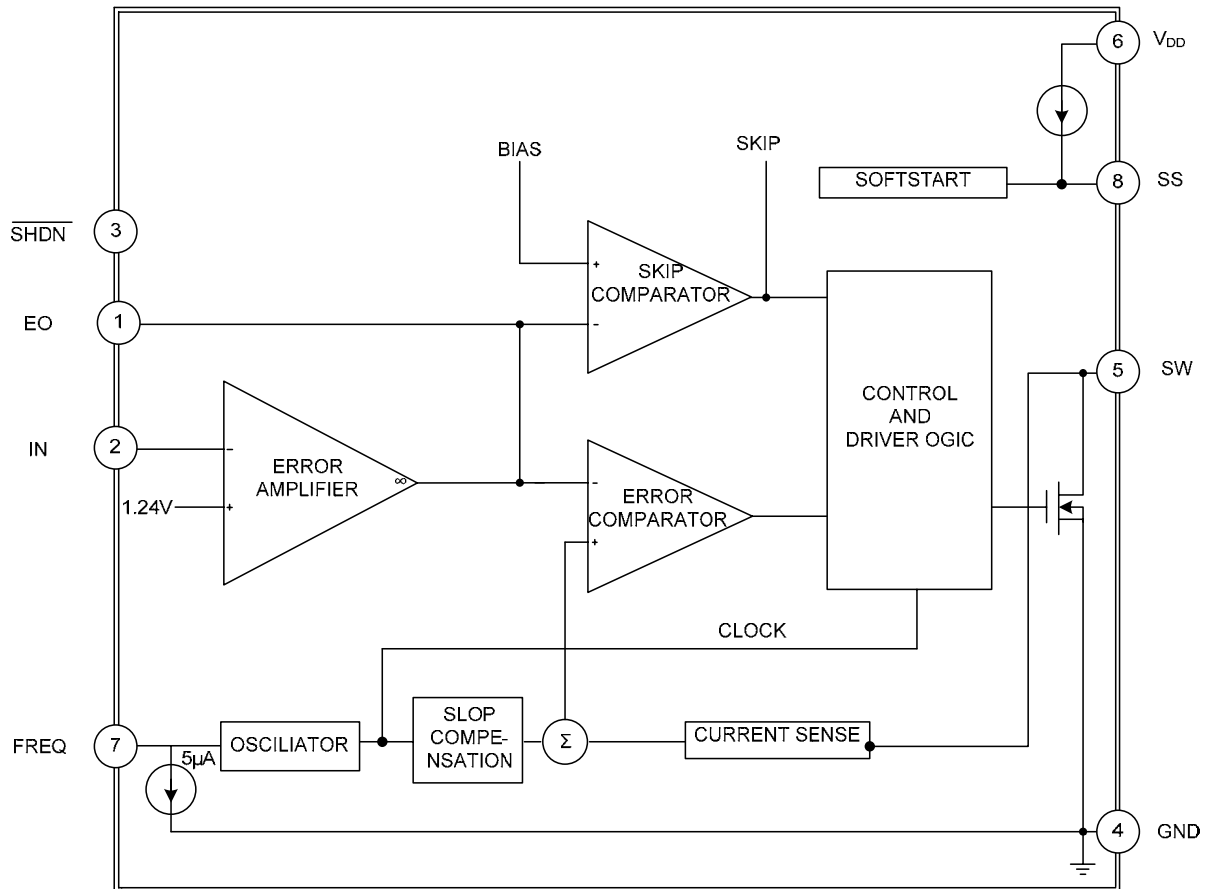 6
VDD
BIAS
SKIP
SOFTSTART
8
SS
SHDN
3
+
SKIP
COMPARATOR
-
EO
1
5
SW
CONTROL
AND
DRIVER OGIC
IN
2
-
ERROR
AMPLIFIER
∞
1.24V
+
-
ERROR
COMPARATOR
+
CLOCK
FREQ
7
5µA
OSCILIATOR
SLOP
COMPE-
NSATION
Σ
CURRENT SENSE
4
GND